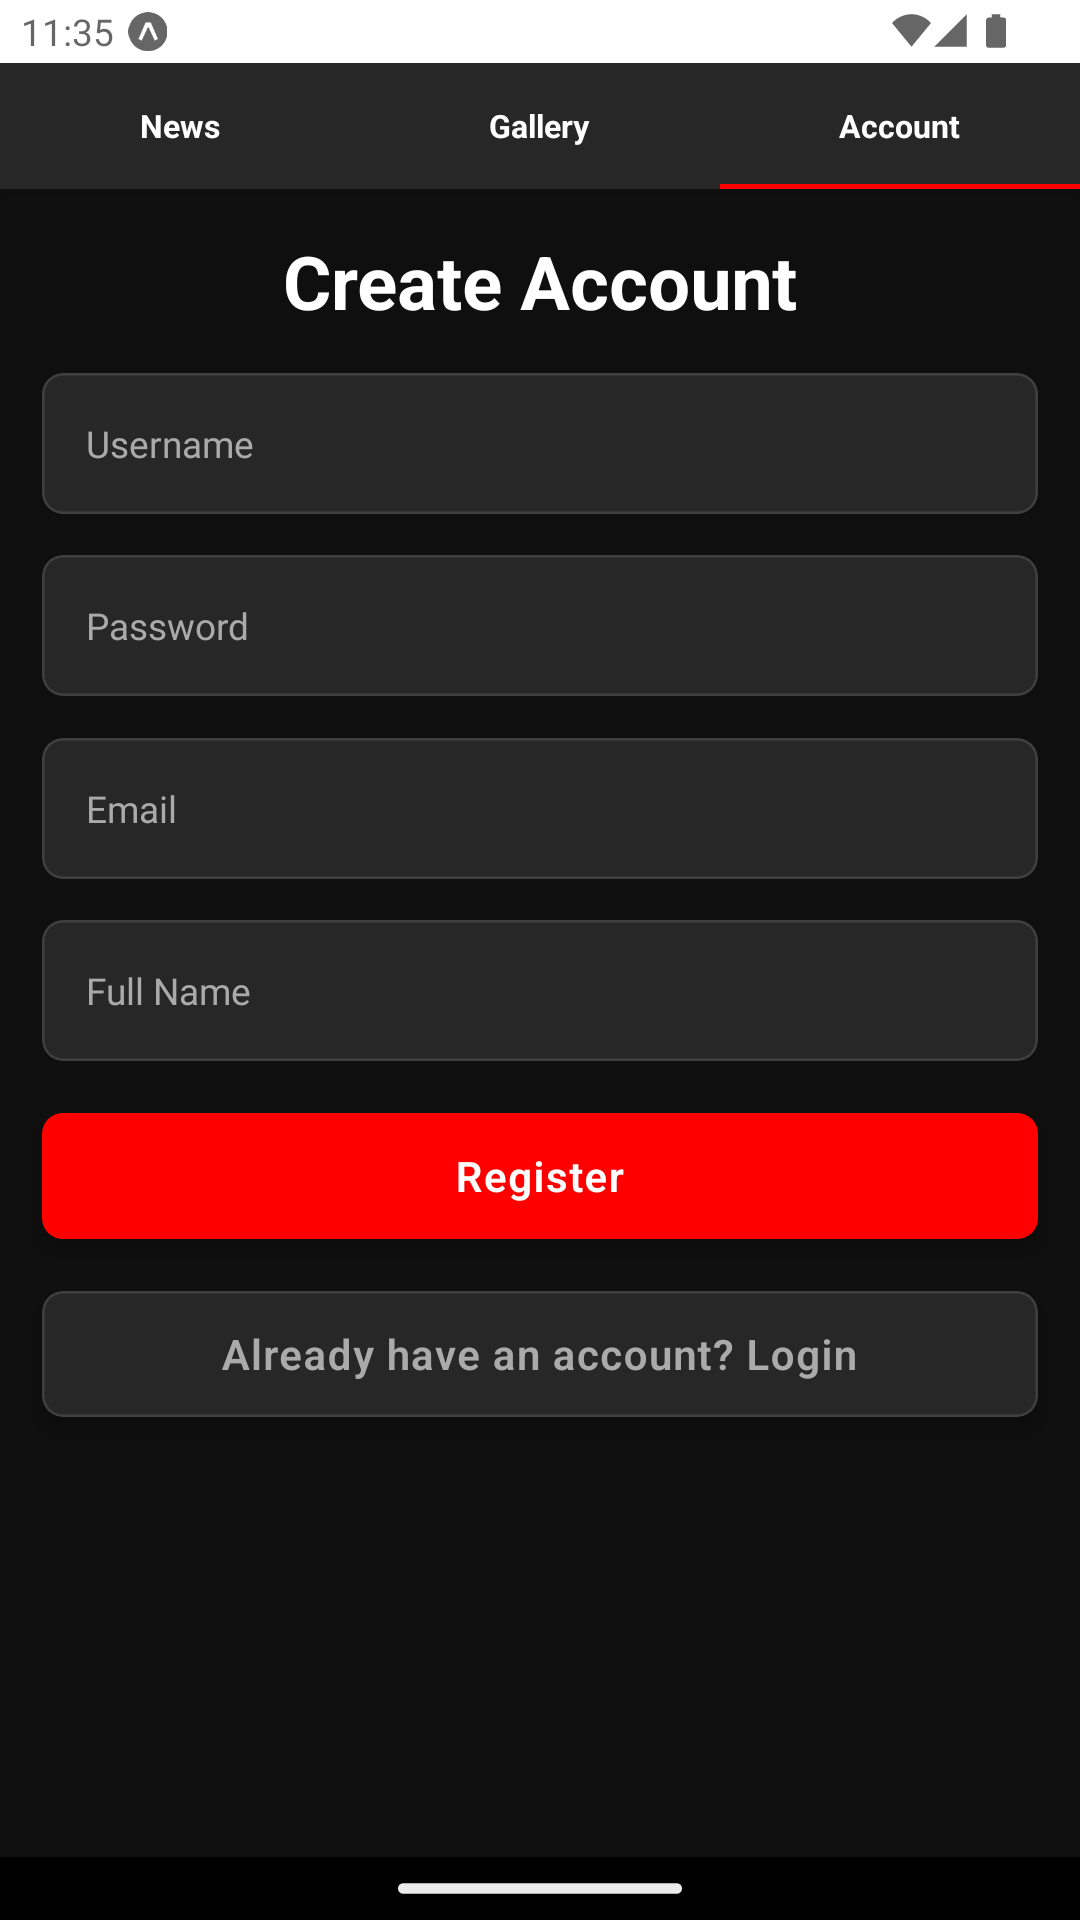 11:35
News Gallery Account
Create Account
Username
Password
Email
Full Name
Register
Already have an account? Login